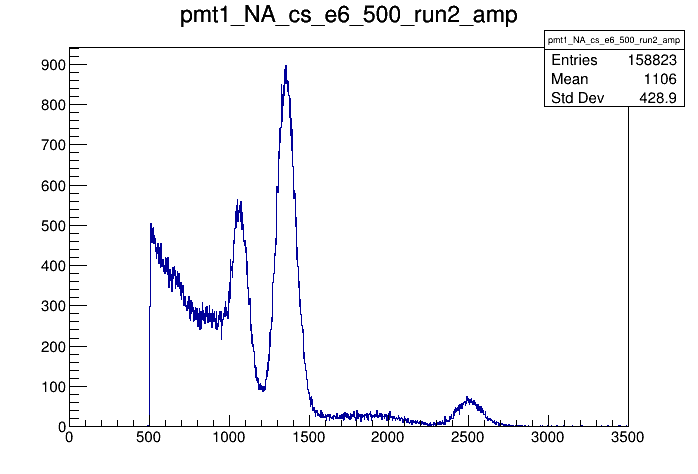 pmt1_NA_cs_e6_500_run2_amp
pmt1_NA_cs_e6_500_run2_amp
Entries 158823
Mean 1106
Std Dev 428.9
900
800
700
600
500
400
300
200
100
0
0 500 1000 1500 2000 2500 3000 3500